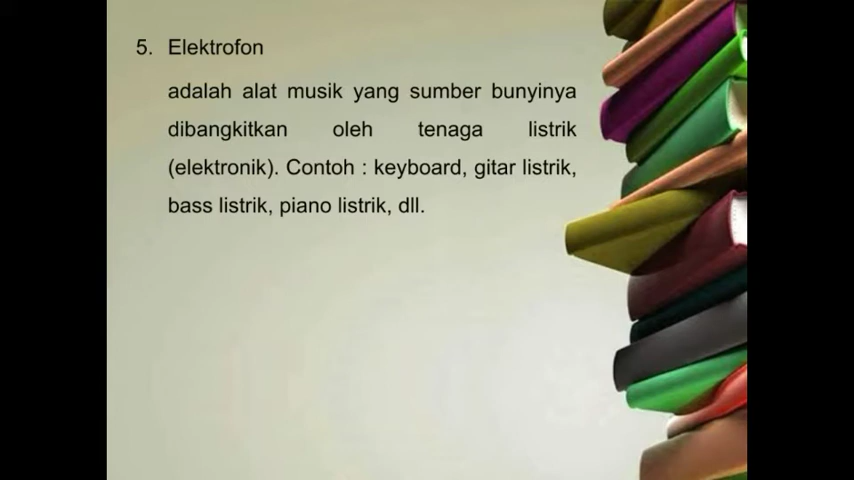 5. Elektrofon
adalah alat musik yang sumber bunyinya
dibangkitkan oleh tenaga listrik
(elektronik). Contoh : keyboard, gitar listrik,
bass listrik, piano listrik, dll.